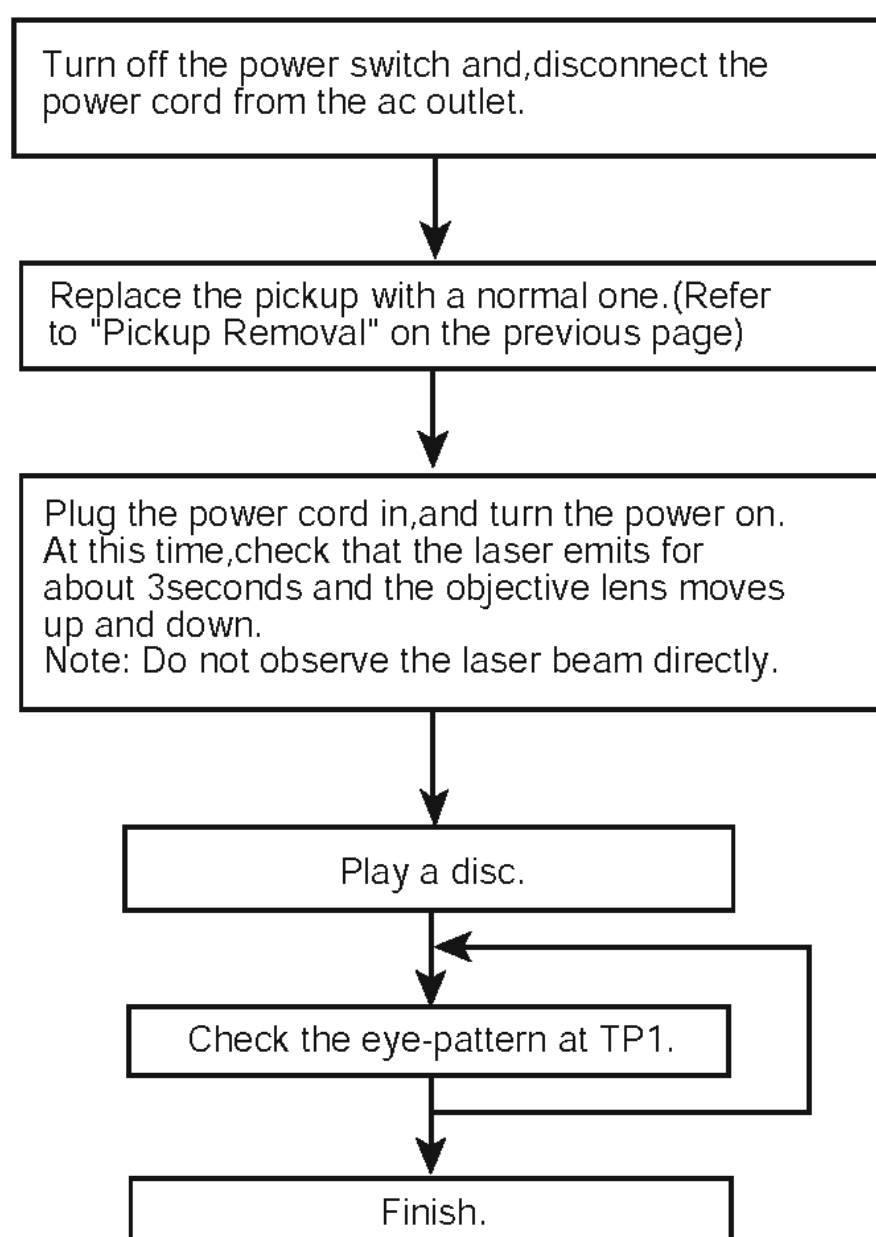 Turn off the power switch and,disconnect the
power cord from the ac outlet.
Replace the pickup with a normal one.(Refer
to "Pickup Removal" on the previous page)
Plug the power cord in,and turn the power on.
At this time,check that the laser emits for
about 3seconds and the objective lens moves
up and down.
Note: Do not observe the laser beam directly.
Play a disc.
Check the eye-pattern at TP1.
Finish.